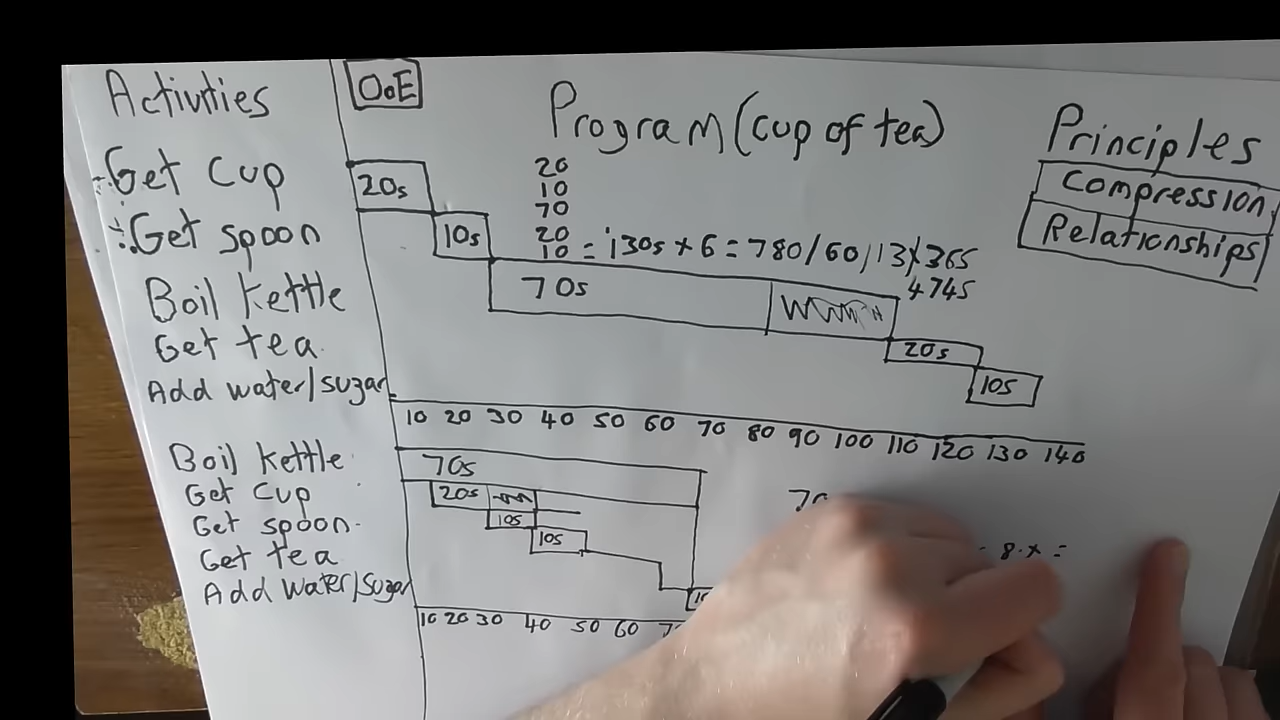 Activities
OoE
Program (cup of tea)
Principles
Compression
Relationships
Get Cup
20s
Get spoon
10s
20
10
70
20
10 = 130s x 6 = 780/60, 13 x 365
4745
Boil Kettle
70s
Get tea
20s
Add water/sugar
10s
10 20 30 40 50 60 70 80 90 100 110 120 130 140
Boil Kettle
70s
Get Cup
20s
Get spoon
10s
Get tea
10s
Add water/sugar
10 20 30 40 50 60